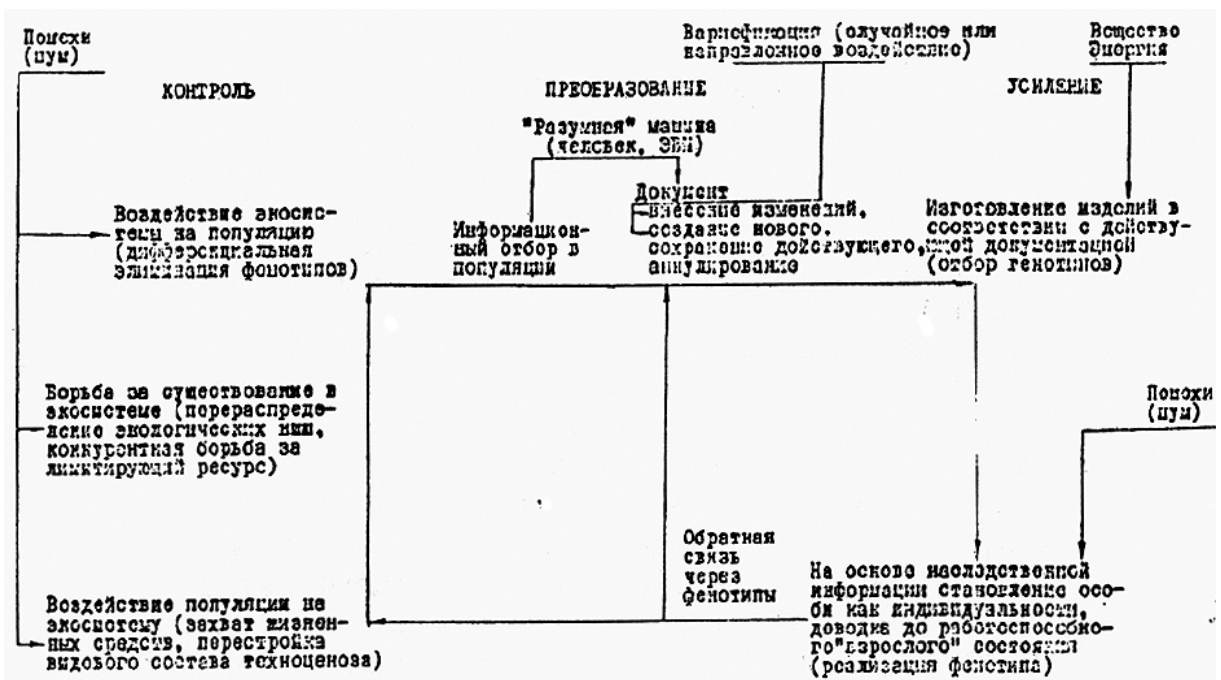 Помехи
(шум)
Вариофикация (случайное или
направленное воздействие)
Вещество
Энергия
КОНТРОЛЬ
ПРЕОБРАЗОВАНИЕ
УСИЛЕНИЕ
"Разумная" машина
(человек, ЭВМ)
Воздействие экосис-
темы на популяцию
(дифференциальная
элиминация фенотипов)
Информацион-
ный отбор в
популяции
Документ
внесение изменений,
создание нового,
сохранение действующего,
аннулирование
Изготовление изделий в
соответствии с действу-
ющей документацией
(отбор генотипов)
Борьба за существование в
экосистеме (перераспреде-
ление экологических ниш,
конкурентная борьба за
лимитирующий ресурс)
Помехи
(шум)
Обратная
связь
через
фенотипы
Воздействие популяции на
экосистему (захват жизнен-
ных средств, перестройка
видового состава техноценоза)
На основе наследственной
информации становление осо-
би как индивидуальности,
доводка до работоспособно-
го"взрослого" состояния
(реализация фенотипа)